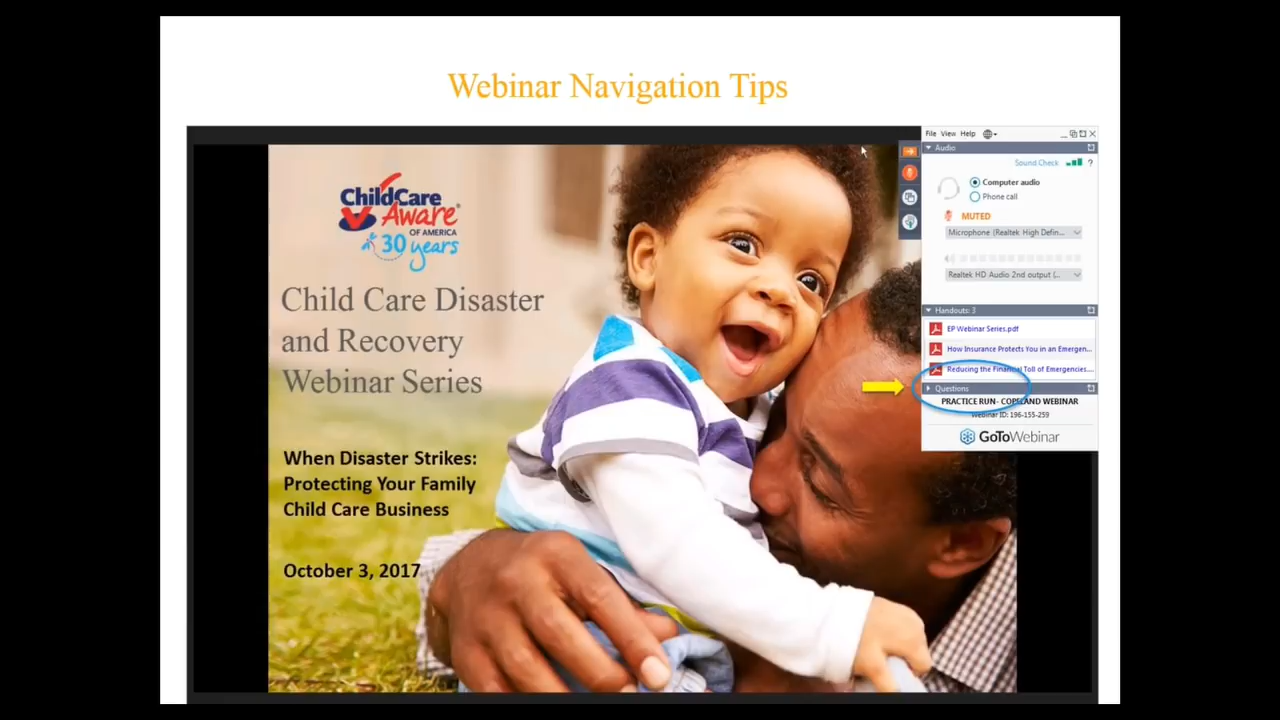 Webinar Navigation Tips
ChildCare
Aware
OF AMERICA
30 years
Child Care Disaster
and Recovery
Webinar Series
When Disaster Strikes:
Protecting Your Family
Child Care Business
October 3, 2017
File View Help
Audio
Sound Check ?
Computer audio
Phone call
MUTED
Microphone (Realtek High Defin...
Realtek HD Audio 2nd output (...
Handouts: 3
EP Webinar Series.pdf
How Insurance Protects You in an Emergen...
Reducing the Financial Toll of Emergencies....
Questions
PRACTICE RUN- COPELAND WEBINAR
Webinar ID: 196-155-259
GoToWebinar